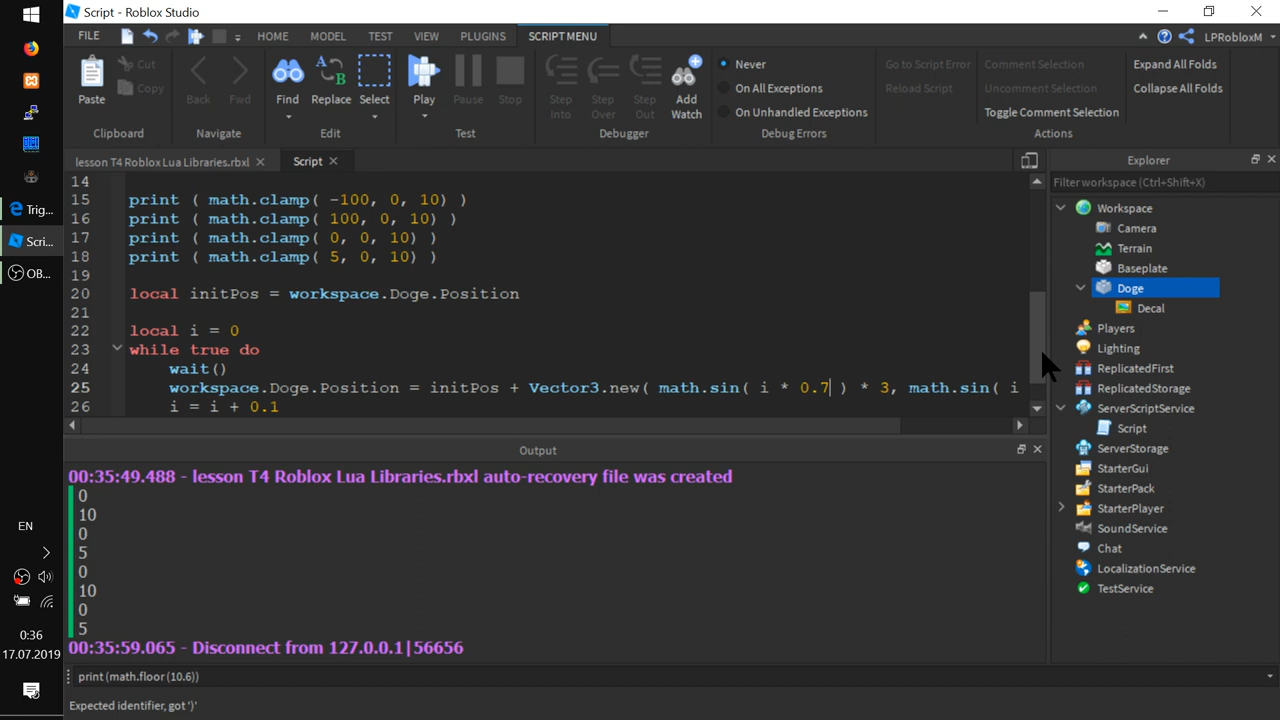 Script - Roblox Studio
FILE HOME MODEL TEST VIEW PLUGINS SCRIPT MENU LPRobloxM
Paste
Cut
Copy
Clipboard
Back Fwd
Navigate
Find Replace Select
Edit
Play Pause Stop
Test
Step Into
Step Over
Step Out
Add Watch
Debugger
Never
On All Exceptions
On Unhandled Exceptions
Debug Errors
Go to Script Error
Reload Script
Comment Selection
Uncomment Selection
Toggle Comment Selection
Expand All Folds
Collapse All Folds
Actions
lesson T4 Roblox Lua Libraries.rbxl
Script
14
15 print ( math.clamp( -100, 0, 10) )
16 print ( math.clamp( 100, 0, 10) )
17 print ( math.clamp( 0, 0, 10) )
18 print ( math.clamp( 5, 0, 10) )
19
20 local initPos = workspace.Doge.Position
21
22 local i = 0
23 while true do
24 wait()
25 workspace.Doge.Position = initPos + Vector3.new( math.sin( i * 0.7 ) * 3, math.sin( i
26 i = i + 0.1
Output
00:35:49.488 - lesson T4 Roblox Lua Libraries.rbxl auto-recovery file was created
0
10
0
5
0
10
0
5
00:35:59.065 - Disconnect from 127.0.0.1|56656
print (math.floor (10.6))
Expected identifier, got ')'
Explorer
Filter workspace (Ctrl+Shift+X)
Workspace
Camera
Terrain
Baseplate
Doge
Decal
Players
Lighting
ReplicatedFirst
ReplicatedStorage
ServerScriptService
Script
ServerStorage
StarterGui
StarterPack
StarterPlayer
SoundService
Chat
LocalizationService
TestService
Trig...
Scri...
OB...
EN
0:36
17.07.2019